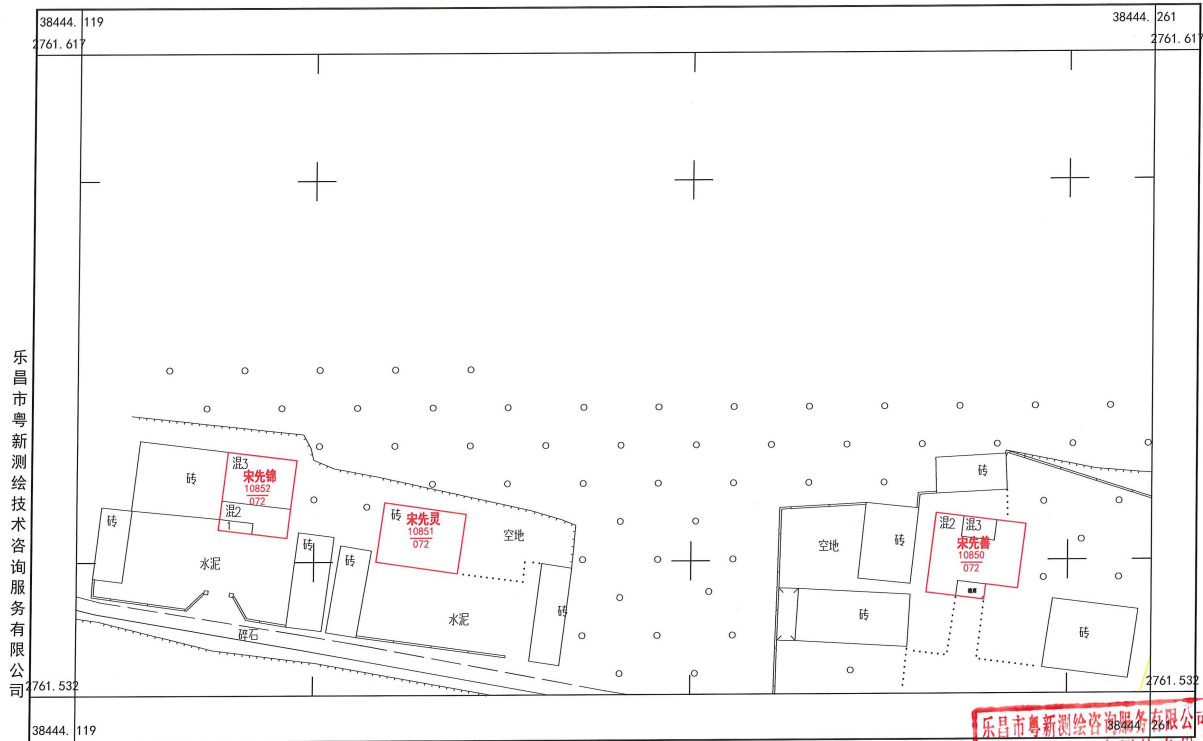 38444. 119
38444. 261
2761. 617
2761. 617
乐昌市粤新测绘技术咨询服务有限公司
混3
宋先锦
10852
072
混2
1
砖
砖
水泥
砖
砖
砖
宋先灵
10851
072
空地
水泥
砖
碎石
空地
砖
砖
砖
混2
混3
宋先善
10850
072
砖
2761. 532
2761. 532
38444. 119
38444. 261
乐昌市粤新测绘咨询服务有限公司